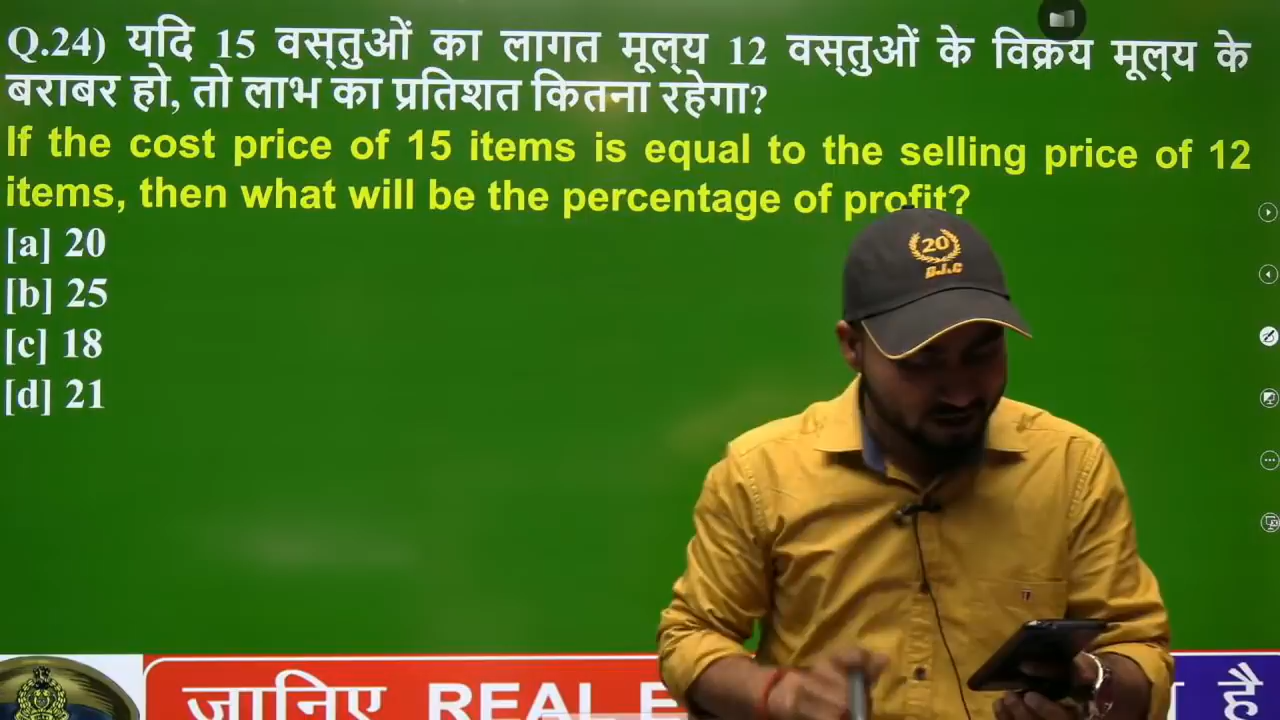 Q.24) यदि 15 वस्तुओं का लागत मूल्य 12 वस्तुओं के विक्रय मूल्य के
बराबर हो, तो लाभ का प्रतिशत कितना रहेगा?
If the cost price of 15 items is equal to the selling price of 12
items, then what will be the percentage of profit?
[a] 20
[b] 25
[c] 18
[d] 21
20
B.J.C
जानिए REAL E
है